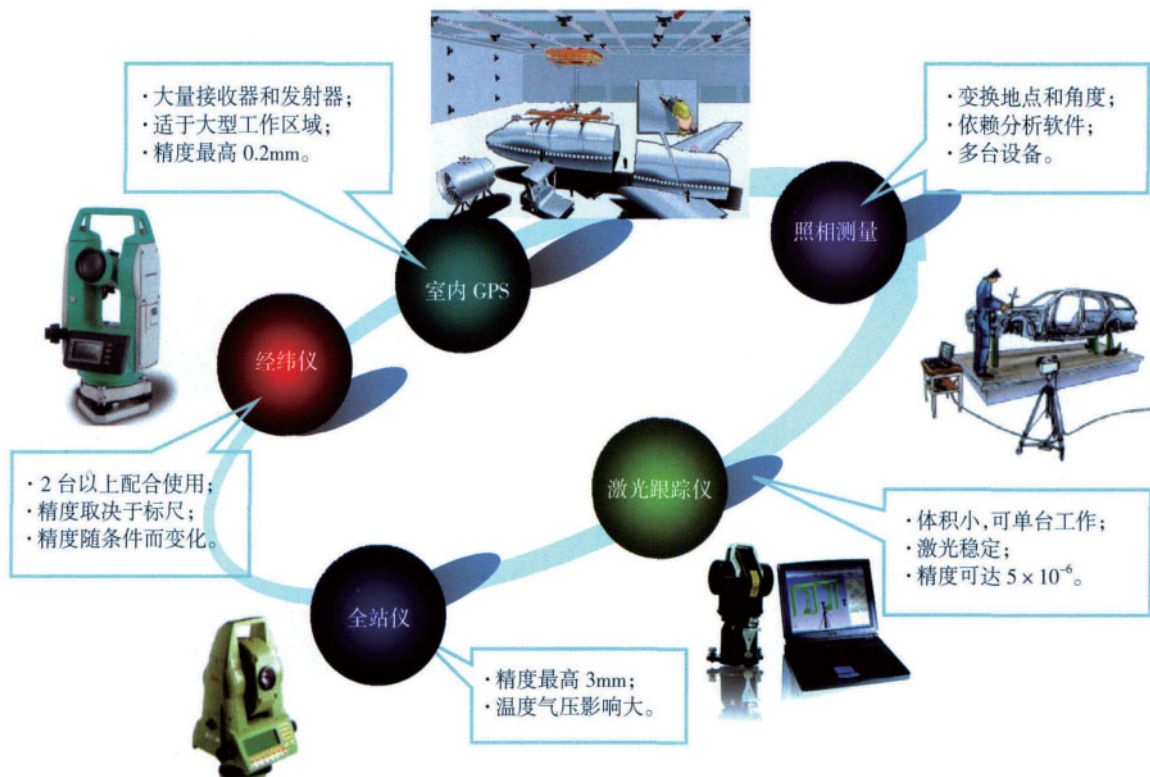 ·大量接收器和发射器;
·适于大型工作区域;
·精度最高 0.2mm。
·变换地点和角度;
·依赖分析软件;
·多台设备。
照相测量
室内 GPS
经纬仪
·2 台以上配合使用;
·精度取决于标尺;
·精度随条件而变化。
激光跟踪仪
·体积小,可单台工作;
·激光稳定;
·精度可达 5×10⁻⁶。
全站仪
·精度最高 3mm;
·温度气压影响大。